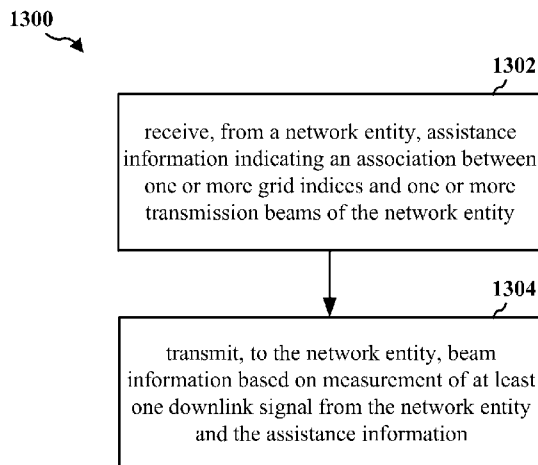 1300
1302
receive, from a network entity, assistance
information indicating an association between
one or more grid indices and one or more
transmission beams of the network entity
1304
transmit, to the network entity, beam
information based on measurement of at least
one downlink signal from the network entity
and the assistance information